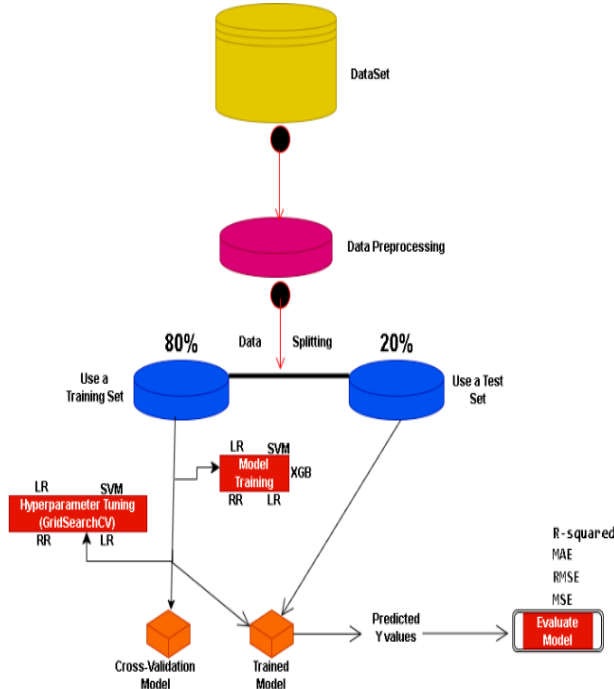 DataSet
Data Preprocessing
80%
Data Splitting
20%
Use a
Training Set
Use a Test
Set
LR SVM
Model
Training
XGB
RR LR
LR SVM
Hyperparameter Tuning
(GridSearchCV)
RR LR
R-squared
MAE
RMSE
MSE
Predicted
Y values
Evaluate
Model
Cross-Validation
Model
Trained
Model